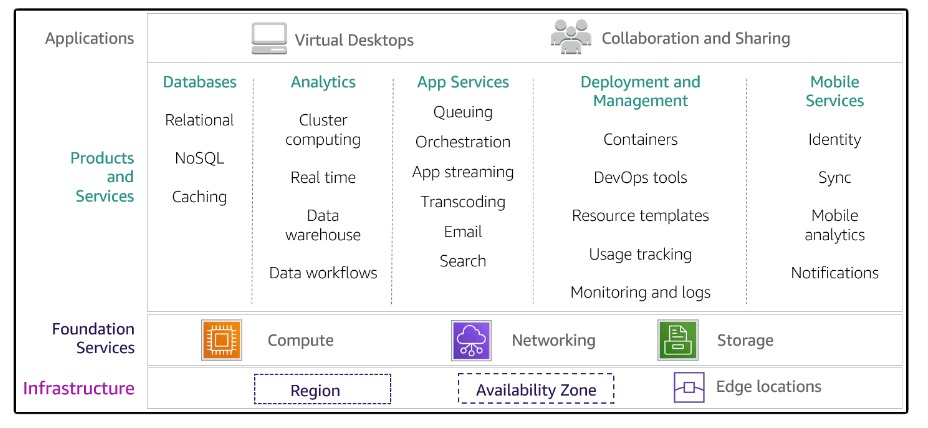 Applications
Virtual Desktops
Collaboration and Sharing
Products
and
Services
Databases
Relational
NoSQL
Caching
Analytics
Cluster
computing
Real time
Data
warehouse
Data workflows
App Services
Queuing
Orchestration
App streaming
Transcoding
Email
Search
Deployment and
Management
Containers
DevOps tools
Resource templates
Usage tracking
Monitoring and logs
Mobile
Services
Identity
Sync
Mobile
analytics
Notifications
Foundation
Services
Compute
Networking
Storage
Infrastructure
Region
Availability Zone
Edge locations